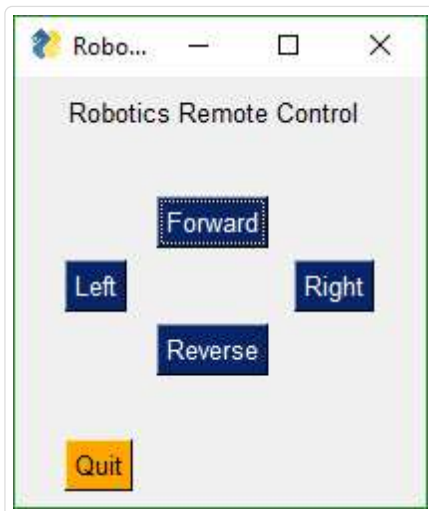 Robo...
Robotics Remote Control
Forward
Left Right
Reverse
Quit